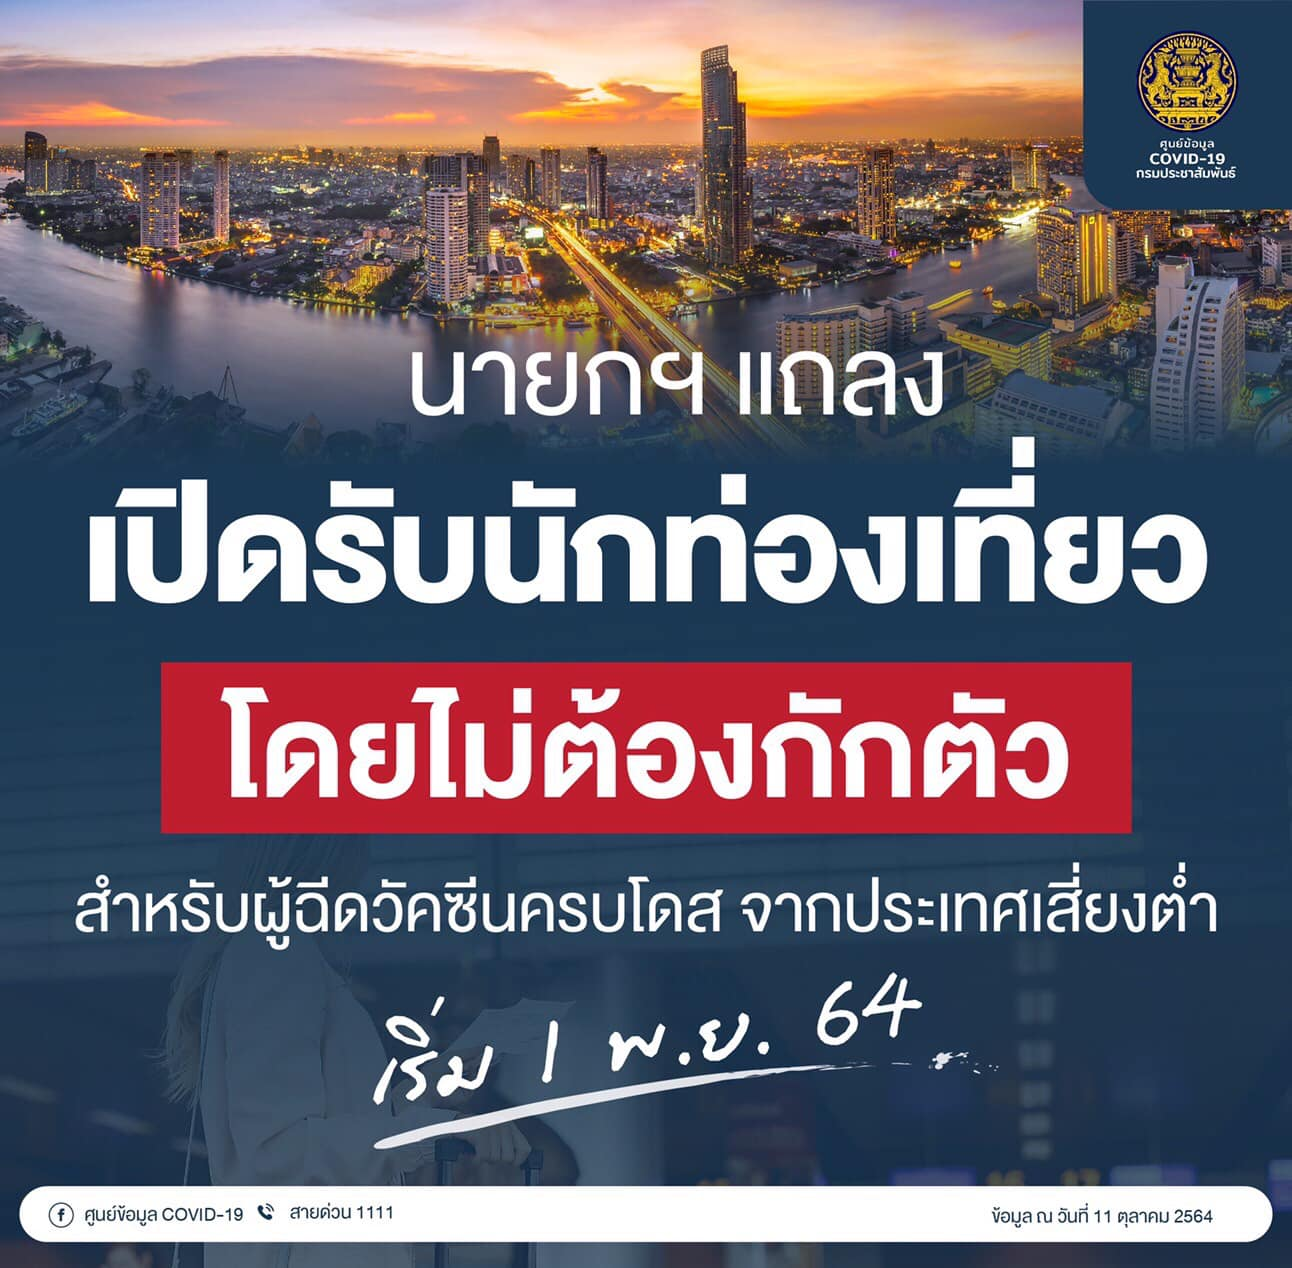 ศูนย์ข้อมูล
COVID-19
กรมประชาสัมพันธ์
นายกฯ แถลง
เปิดรับนักท่องเที่ยว
โดยไม่ต้องกักตัว
สำหรับผู้ฉีดวัคซีนครบโดส จากประเทศเสี่ยงต่ำ
เริ่ม 1 พ.ย. 64
ศูนย์ข้อมูล COVID-19 สายด่วน 1111 ข้อมูล ณ วันที่ 11 ตุลาคม 2564